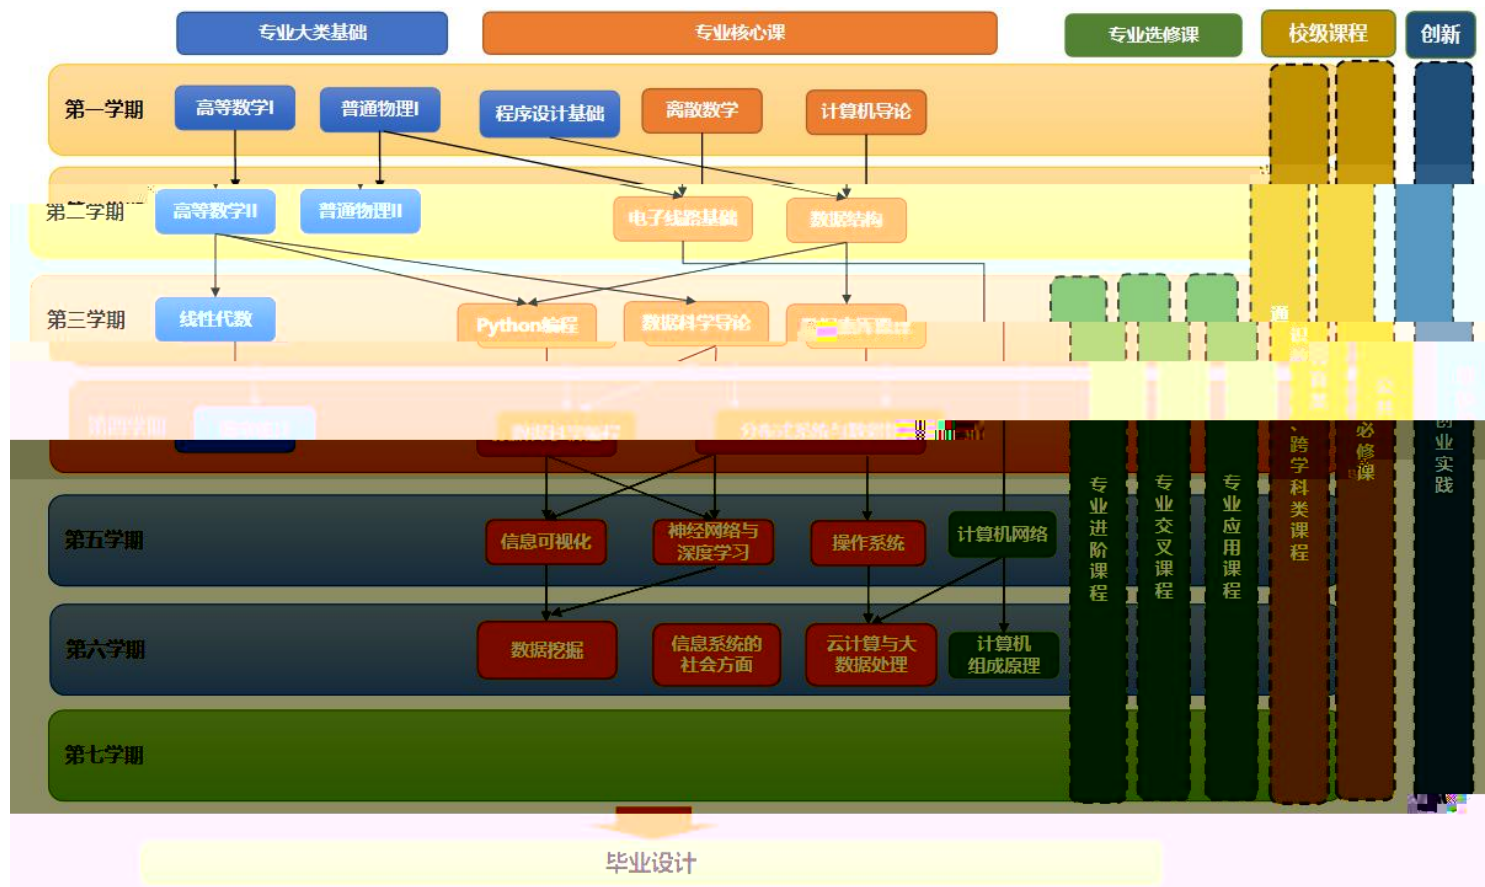 专业大类基础
专业核心课
专业选修课
校级课程
创新
第一学期
高等数学I
普通物理I
程序设计基础
离散数学
计算机导论
第二学期
高等数学II
普通物理II
电子线路基础
数据结构
第三学期
线性代数
Python编程
数据科学导论
第四学期
第五学期
信息可视化
神经网络与
深度学习
操作系统
计算机网络
第六学期
数据挖掘
信息系统的
社会方面
云计算与大
数据处理
计算机
组成原理
第七学期
专业进阶课程
专业交叉课程
专业应用课程
、跨学科类课程
必修课
创业实践
毕业设计